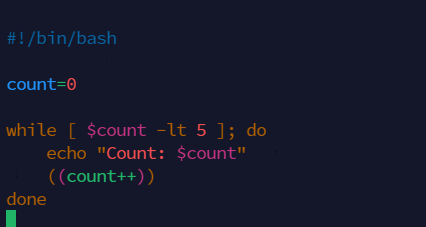 #!/bin/bash

count=0

while [ $count -lt 5 ]; do
    echo "Count: $count"
    ((count++))
done